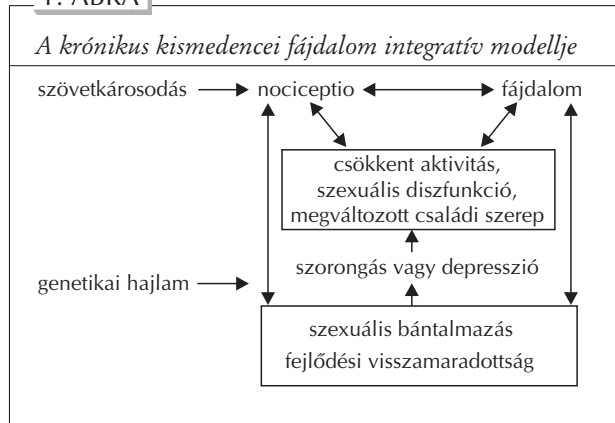 1. ÁBRA
A krónikus kismedencei fájdalom integratív modellje
szövetkárosodás nociceptio fájdalom
csökkent aktivitás,
szexuális diszfunkció,
megváltozott családi szerep
szorongás vagy depresszió
genetikai hajlam
szexuális bántalmazás
fejlődési visszamaradottság